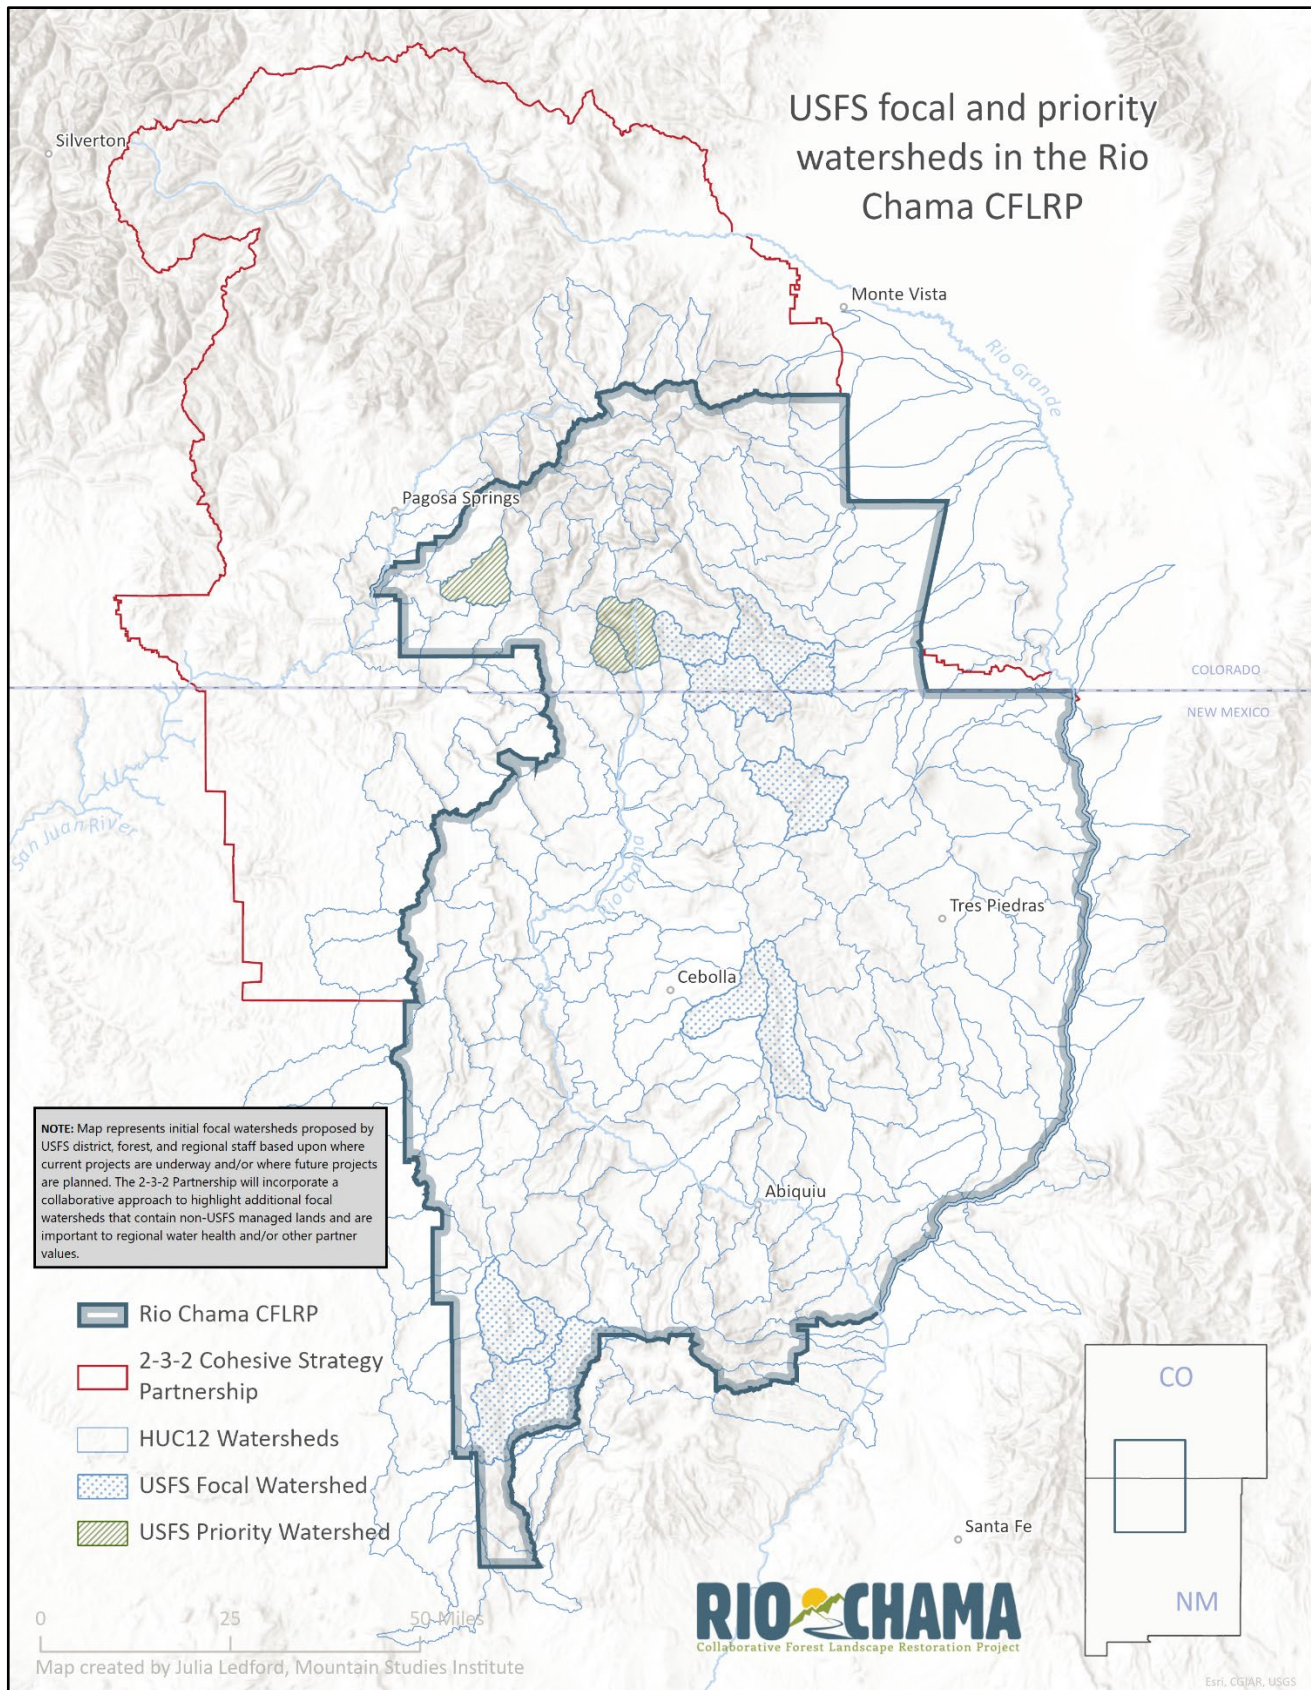 USFS focal and priority
watersheds in the Rio
Chama CFLRP
Silverton
Monte Vista
Rio Grande
Pagosa Springs
COLORADO
NEW MEXICO
San Juan River
Rio Chama
Tres Piedras
Cebolla
Abiquiu
Santa Fe
NOTE: Map represents initial focal watersheds proposed by
USFS district, forest, and regional staff based upon where
current projects are underway and/or where future projects
are planned. The 2-3-2 Partnership will incorporate a
collaborative approach to highlight additional focal
watersheds that contain non-USFS managed lands and are
important to regional water health and/or other partner
values.
Rio Chama CFLRP
2-3-2 Cohesive Strategy
Partnership
HUC12 Watersheds
USFS Focal Watershed
USFS Priority Watershed
CO
NM
0 25 50 Miles
Map created by Julia Ledford, Mountain Studies Institute
RIO CHAMA
Collaborative Forest Landscape Restoration Project
Esri, CGIAR, USGS